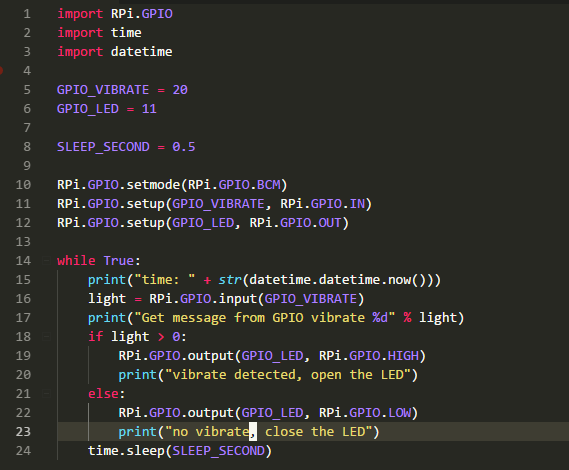 1 import RPi.GPIO
2 import time
3 import datetime
4
5 GPIO_VIBRATE = 20
6 GPIO_LED = 11
7
8 SLEEP_SECOND = 0.5
9
10 RPi.GPIO.setmode(RPi.GPIO.BCM)
11 RPi.GPIO.setup(GPIO_VIBRATE, RPi.GPIO.IN)
12 RPi.GPIO.setup(GPIO_LED, RPi.GPIO.OUT)
13
14 while True:
15     print("time: " + str(datetime.datetime.now()))
16     light = RPi.GPIO.input(GPIO_VIBRATE)
17     print("Get message from GPIO vibrate %d" % light)
18     if light > 0:
19         RPi.GPIO.output(GPIO_LED, RPi.GPIO.HIGH)
20         print("vibrate detected, open the LED")
21     else:
22         RPi.GPIO.output(GPIO_LED, RPi.GPIO.LOW)
23         print("no vibrate, close the LED")
24     time.sleep(SLEEP_SECOND)